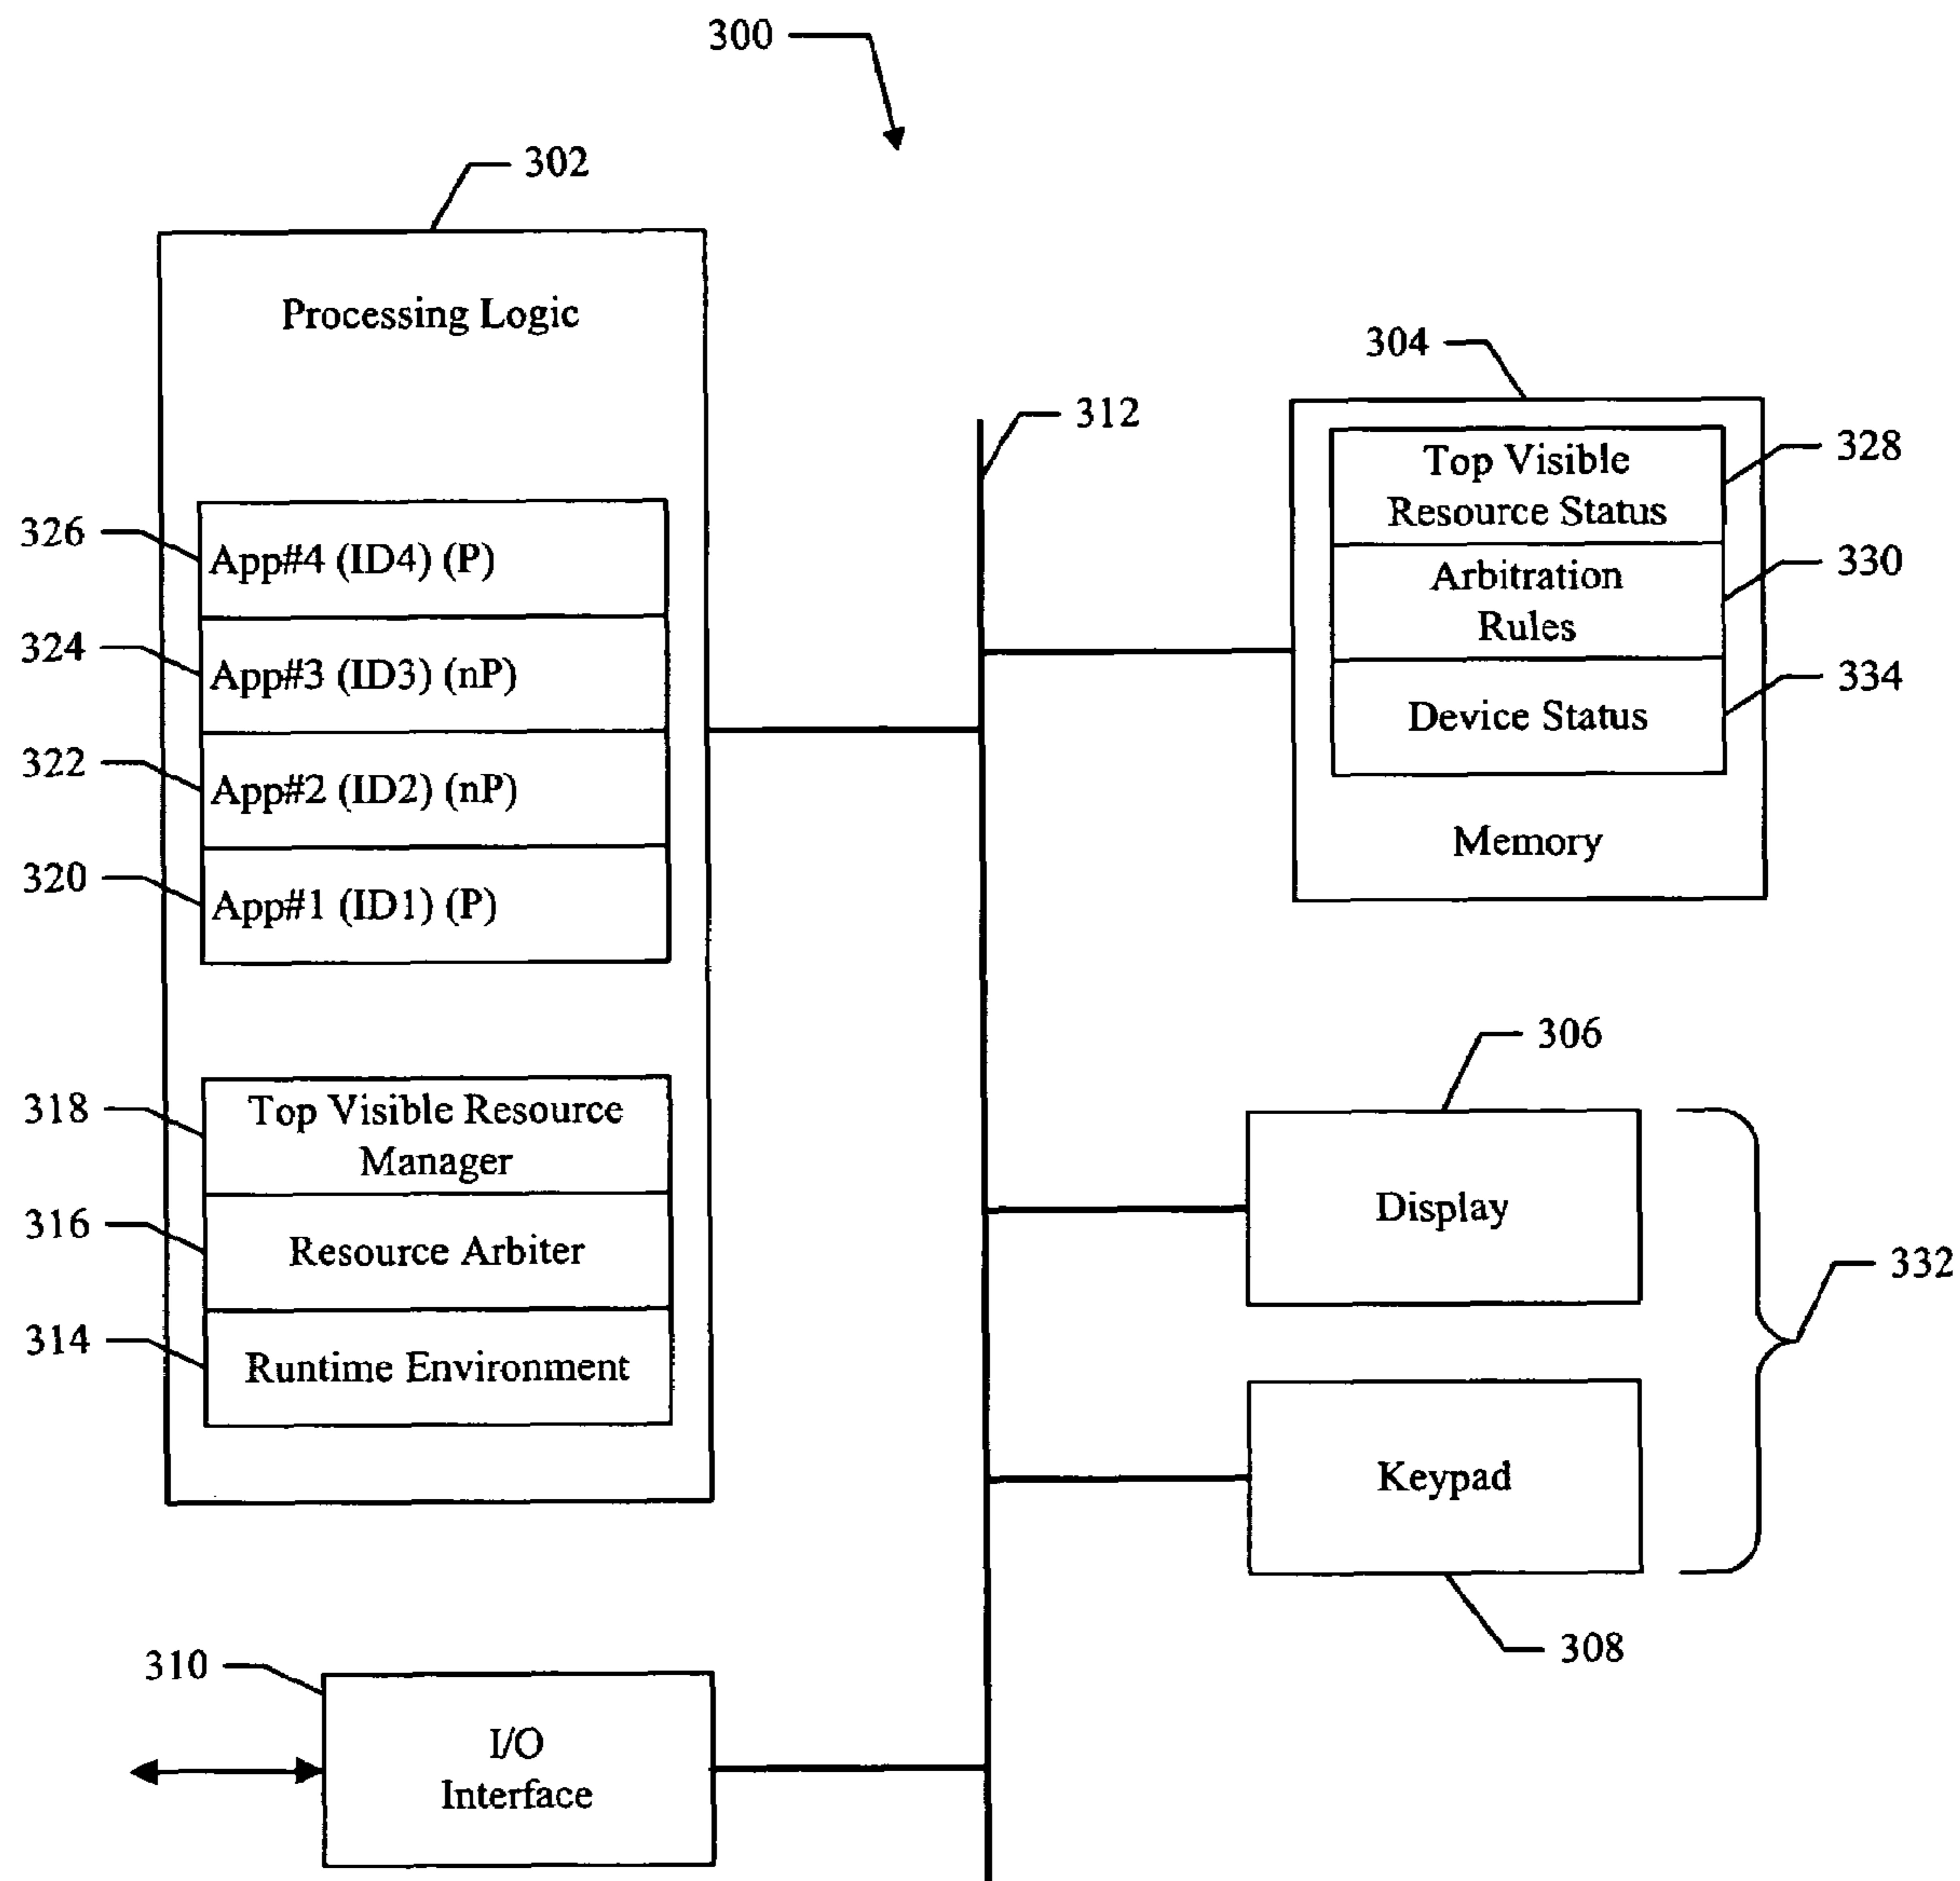 300
302
Processing Logic
304
312
328
Top Visible
Resource Status
326
App#4 (ID4) (P)
330
Arbitration
Rules
324
App#3 (ID3) (nP)
334
Device Status
322
App#2 (ID2) (nP)
Memory
320
App#1 (ID1) (P)
306
318
Top Visible Resource
Manager
Display
316
Resource Arbiter
332
314
Runtime Environment
Keypad
308
310
I/O
Interface